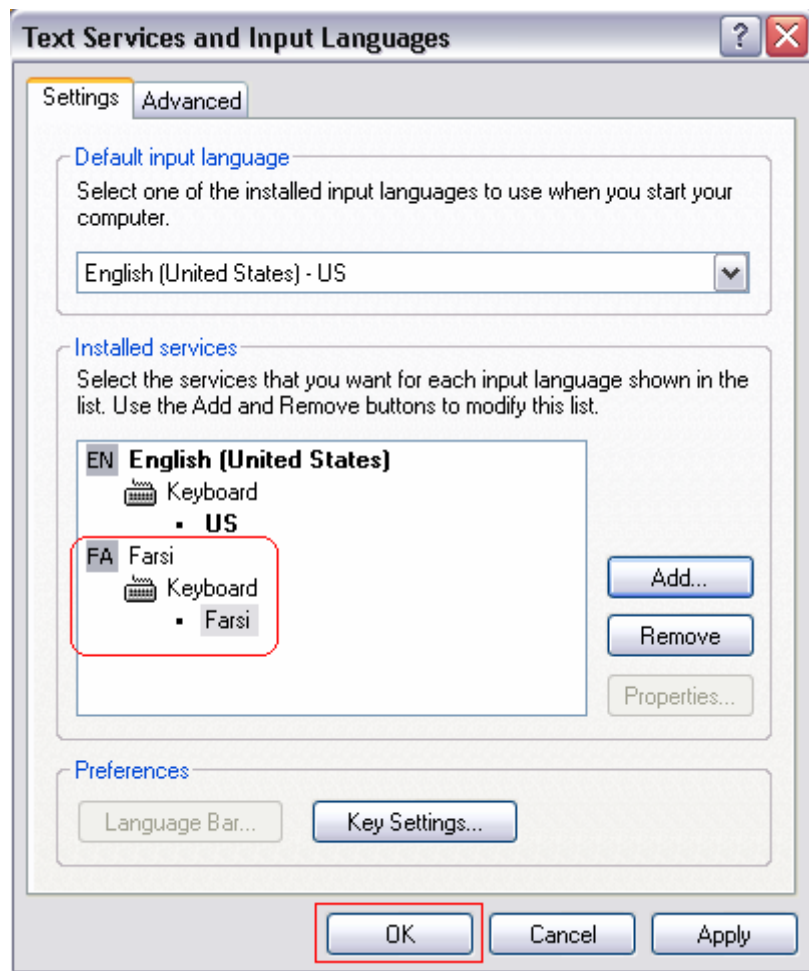 Text Services and Input Languages
Settings
Advanced
Default input language
Select one of the installed input languages to use when you start your
computer.
English (United States) - US
Installed services
Select the services that you want for each input language shown in the
list. Use the Add and Remove buttons to modify this list.
EN English (United States)
Keyboard
• US
FA Farsi
Keyboard
• Farsi
Add...
Remove
Properties...
Preferences
Language Bar...
Key Settings...
OK
Cancel
Apply